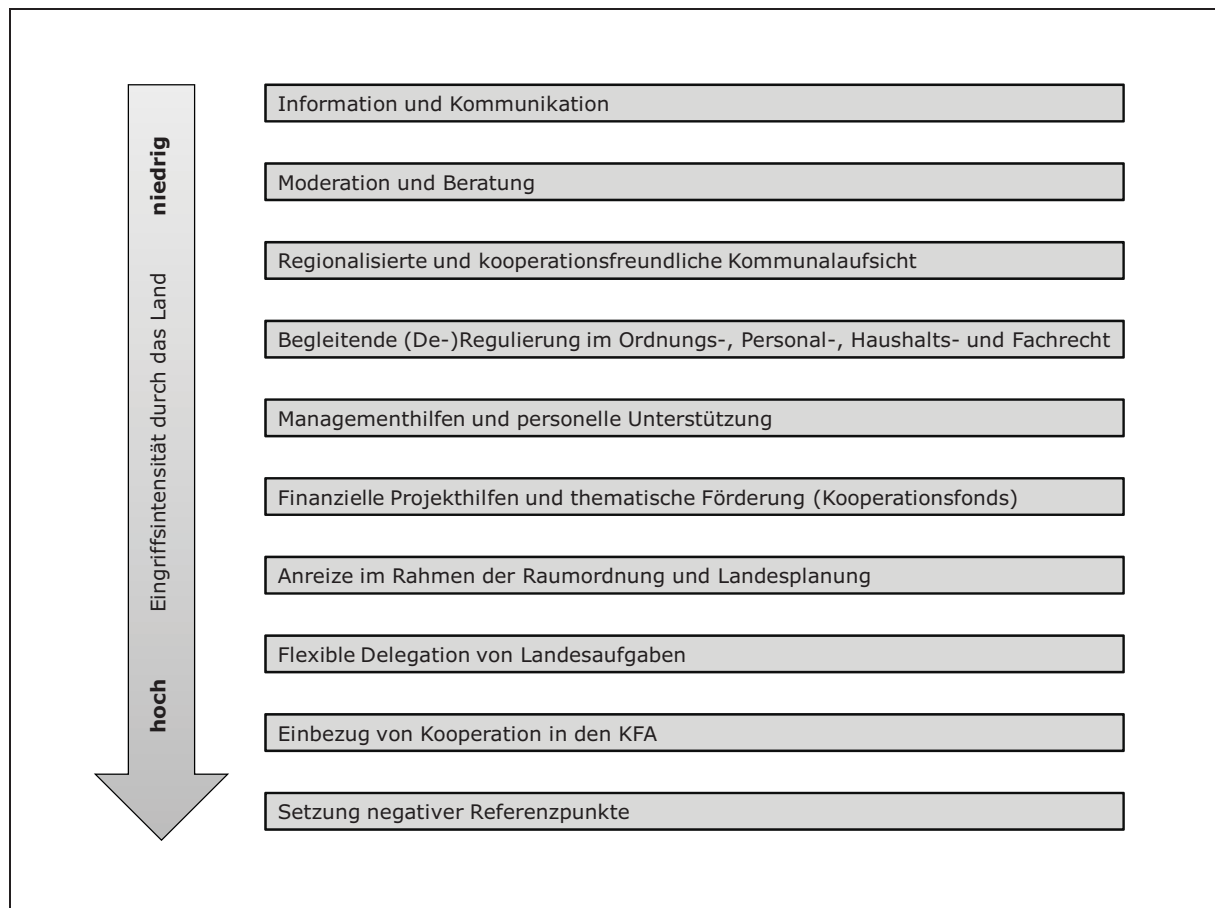 niedrig
Eingriffsintensität durch das Land
hoch
Information und Kommunikation
Moderation und Beratung
Regionalisierte und kooperationsfreundliche Kommunalaufsicht
Begleitende (De-)Regulierung im Ordnungs-, Personal-, Haushalts- und Fachrecht
Managementhilfen und personelle Unterstützung
Finanzielle Projekthilfen und thematische Förderung (Kooperationsfonds)
Anreize im Rahmen der Raumordnung und Landesplanung
Flexible Delegation von Landesaufgaben
Einbezug von Kooperation in den KFA
Setzung negativer Referenzpunkte